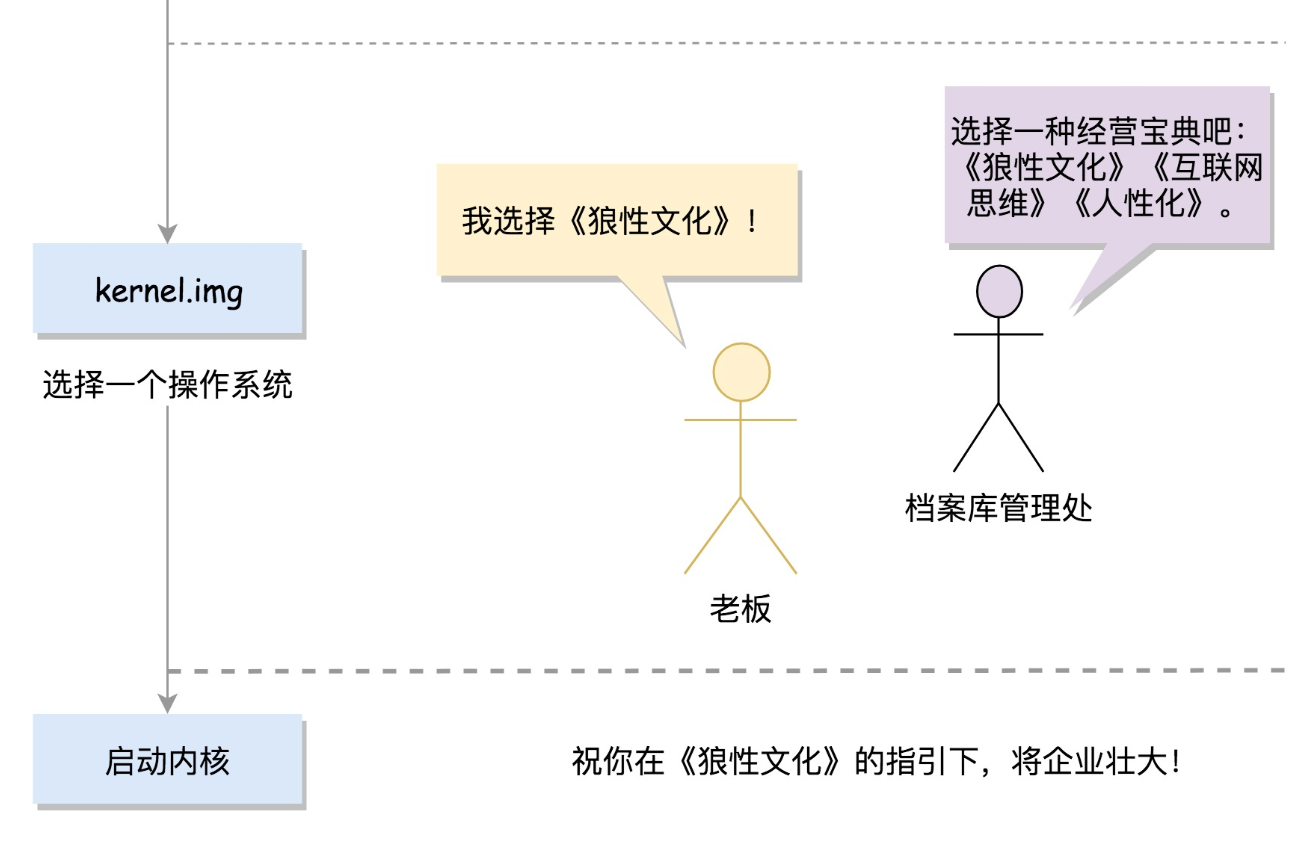 选择一种经营宝典吧：
《狼性文化》《互联网
思维》《人性化》。
我选择《狼性文化》！
kernel.img
选择一个操作系统
档案库管理处
老板
启动内核
祝你在《狼性文化》的指引下，将企业壮大！